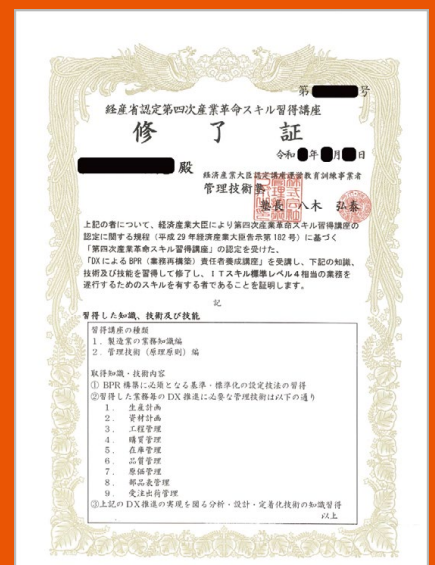 第 号
経産省認定第四次産業革命スキル習得講座
修 了 証
令和 年 月 日
殿
経済産業大臣認定講座運営教育訓練事業者
管理技術塾
塾長 八木 弘泰
上記の者について、経済産業大臣により第四次産業革命スキル習得講座の
認定に関する規程(平成 29 年経済産業大臣告示第 182 号)に基づく
「第四次産業革命スキル習得講座」の認定を受けた、
「DX による BPR(業務再構築)責任者養成講座」を受講し、下記の知識、
技術及び技能を習得して修了し、ITスキル標準レベル4相当の業務を
遂行するためのスキルを有する者であることを証明します。
記
習得した知識、技術及び技能
習得講座の種類
1.製造業の業務知識編
2.管理技術(原理原則)編
取得知識・技術内容
① BPR 構築に必須となる基準・標準化の設定技法の習得
②習得した業務毎の DX 推進に必要な管理技術は以下の通り
1. 生産計画
2. 資材計画
3. 工程管理
4. 購買管理
5. 在庫管理
6. 品質管理
7. 原価管理
8. 部品表管理
9. 受注出荷管理
③上記の DX 推進の実現を図る分析・設計・定着化技術の知識習得
以上